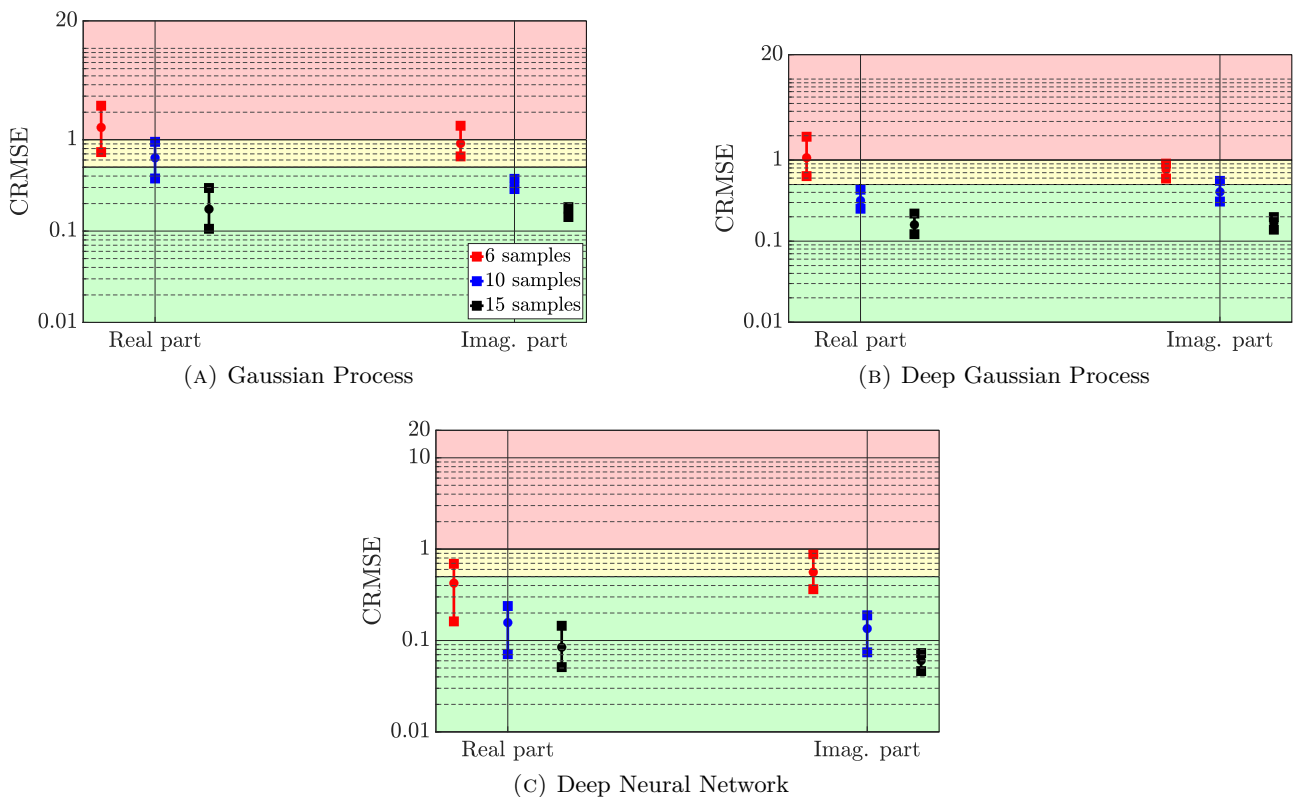 20
1
0.1
0.01
CRMSE
6 samples
10 samples
15 samples
Real part
Imag. part
(A) Gaussian Process
20
1
0.1
0.01
CRMSE
Real part
Imag. part
(B) Deep Gaussian Process
20
10
1
0.1
0.01
CRMSE
Real part
Imag. part
(C) Deep Neural Network